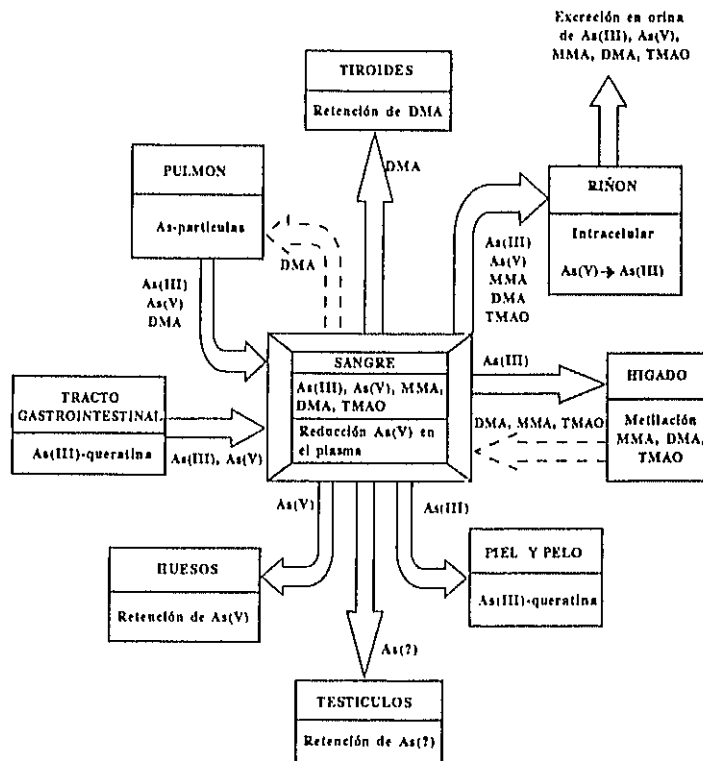 Excreción en orina
de As(III), As(V),
MMA, DMA, TMAO
TIROIDES
Retención de DMA
DMA
PULMON
As-partículas
DMA
As(III)
As(V)
DMA
RIÑON
Intracelular
As(V)→As(III)
As(III)
As(V)
MMA
DMA
TMAO
SANGRE
As(III), As(V), MMA,
DMA, TMAO
Reducción As(V) en
el plasma
As(III)
HIGADO
Metilación
MMA, DMA,
TMAO
DMA, MMA, TMAO
TRACTO
GASTROINTESTINAL
As(III)-queratina
As(III), As(V)
As(V)
As(III)
HUESOS
Retención de As(V)
PIEL Y PELO
As(III)-queratina
As(?)
TESTICULOS
Retención de As(?)